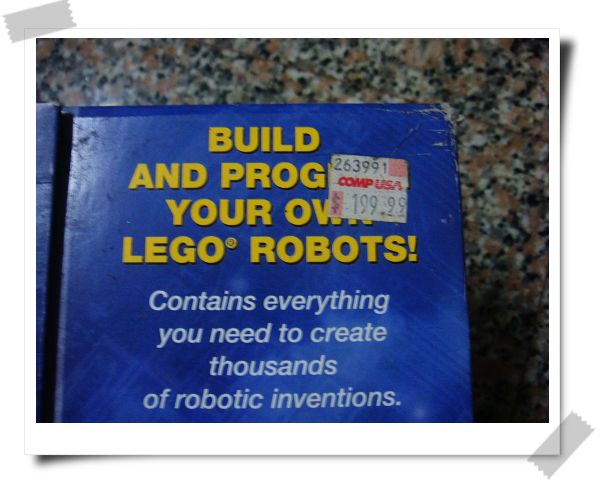 BUILD
AND PROG
YOUR OWN
LEGO® ROBOTS!
263991
COMP USA
$ 199.99
Contains everything
you need to create
thousands
of robotic inventions.